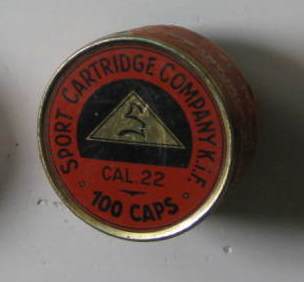 SPORT CARTRIDGE COMPANY K.i.F.
CAL.22
100 CAPS